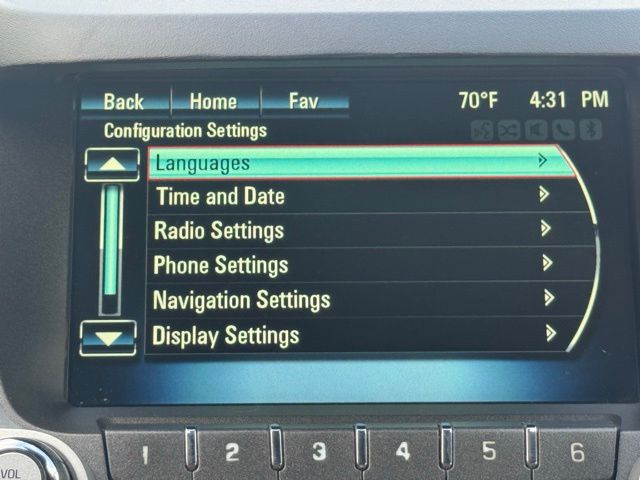 Back Home Fav 70°F 4:31 PM
Configuration Settings
Languages
Time and Date
Radio Settings
Phone Settings
Navigation Settings
Display Settings
1 2 3 4 5 6
VOL